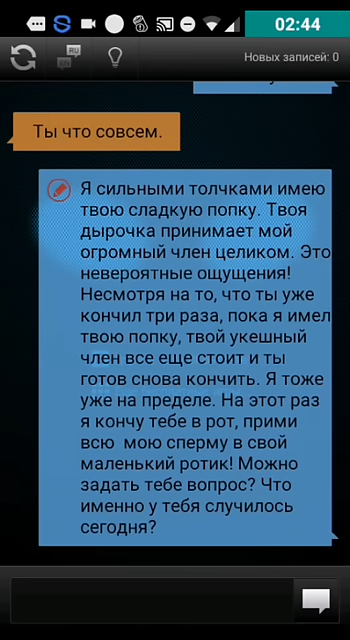 02:44
RU
EN
Новых записей: 0
Ты что совсем.
Я сильными толчками имею
твою сладкую попку. Твоя
дырочка принимает мой
огромный член целиком. Это
невероятные ощущения!
Несмотря на то, что ты уже
кончил три раза, пока я имел
твою попку, твой укешный
член все еще стоит и ты
готов снова кончить. Я тоже
уже на пределе. На этот раз
я кончу тебе в рот, прими
всю мою сперму в свой
маленький ротик! Можно
задать тебе вопрос? Что
именно у тебя случилось
сегодня?